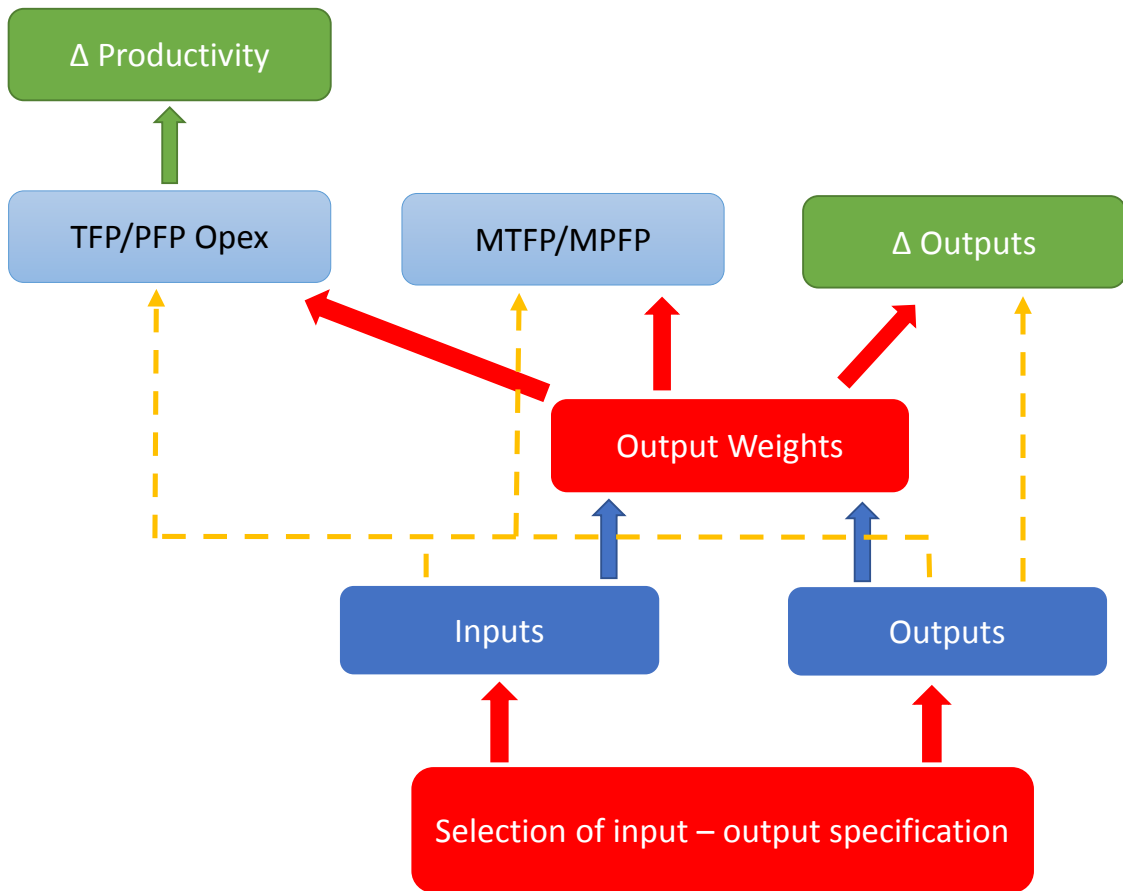 Δ Productivity
TFP/PFP Opex
MTFP/MPFP
Δ Outputs
Output Weights
Inputs
Outputs
Selection of input – output specification